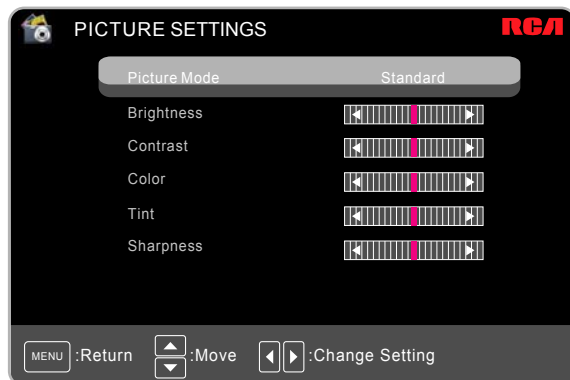 PICTURE SETTINGS
RCA
Picture Mode Standard
Brightness
Contrast
Color
Tint
Sharpness
MENU :Return :Move :Change Setting